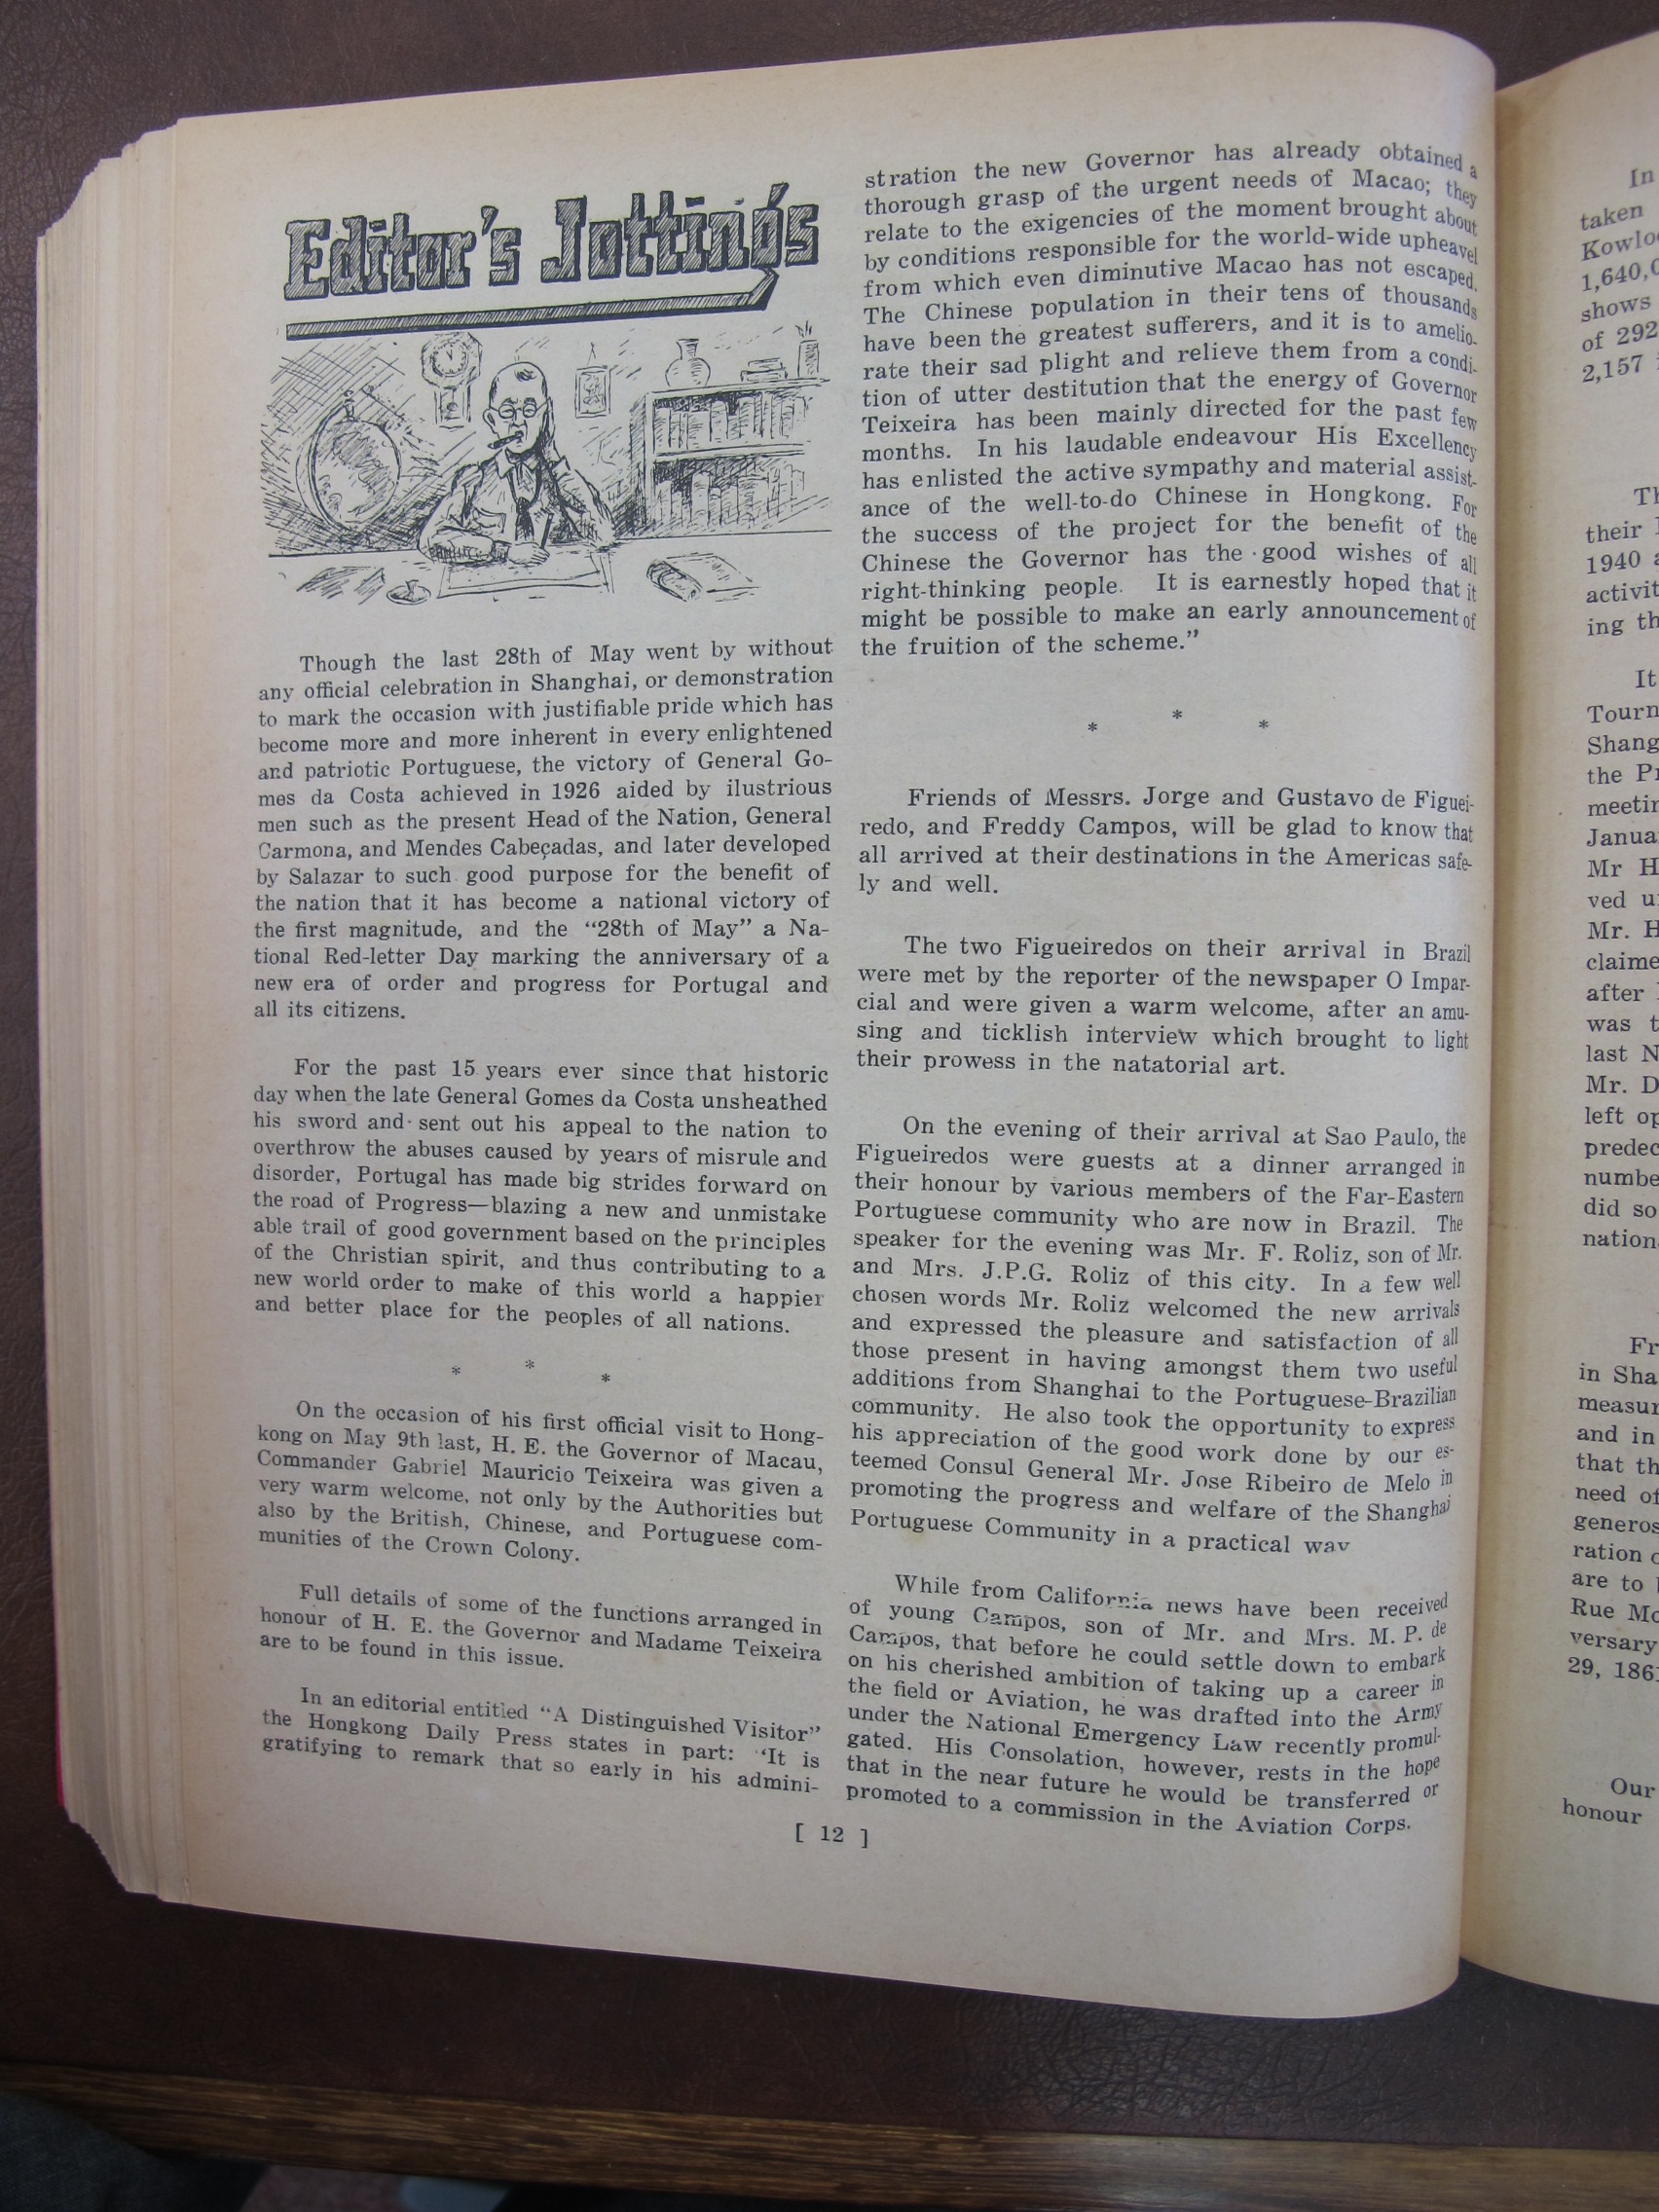 Editor's Jottings
Though the last 28th of May went by without
any official celebration in Shanghai, or demonstration
to mark the occasion with justifiable pride which has
become more and more inherent in every enlightened
and patriotic Portuguese, the victory of General Go-
mes da Costa achieved in 1926 aided by ilustrious
men such as the present Head of the Nation, General
Carmona, and Mendes Cabeçadas, and later developed
by Salazar to such good purpose for the benefit of
the nation that it has become a national victory of
the first magnitude, and the "28th of May" a Na-
tional Red-letter Day marking the anniversary of a
new era of order and progress for Portugal and
all its citizens.
For the past 15 years ever since that historic
day when the late General Gomes da Costa unsheathed
his sword and sent out his appeal to the nation to
overthrow the abuses caused by years of misrule and
disorder, Portugal has made big strides forward on
the road of Progress—blazing a new and unmistake
able trail of good government based on the principles
of the Christian spirit, and thus contributing to a
new world order to make of this world a happier
and better place for the peoples of all nations.
* * *
On the occasion of his first official visit to Hong-
kong on May 9th last, H. E. the Governor of Macau,
Commander Gabriel Mauricio Teixeira was given a
very warm welcome, not only by the Authorities but
also by the British, Chinese, and Portuguese com-
munities of the Crown Colony.
Full details of some of the functions arranged in
honour of H. E. the Governor and Madame Teixeira
are to be found in this issue.
In an editorial entitled "A Distinguished Visitor"
the Hongkong Daily Press states in part: "It is
gratifying to remark that so early in his admini-
stration the new Governor has already obtained a
thorough grasp of the urgent needs of Macao; they
relate to the exigencies of the moment brought about
by conditions responsible for the world-wide upheavel
from which even diminutive Macao has not escaped.
The Chinese population in their tens of thousands
have been the greatest sufferers, and it is to amelio-
rate their sad plight and relieve them from a condi-
tion of utter destitution that the energy of Governor
Teixeira has been mainly directed for the past few
months. In his laudable endeavour His Excellency
has enlisted the active sympathy and material assist-
ance of the well-to-do Chinese in Hongkong. For
the success of the project for the benefit of the
Chinese the Governor has the good wishes of all
right-thinking people. It is earnestly hoped that it
might be possible to make an early announcement of
the fruition of the scheme."
* * *
Friends of Messrs. Jorge and Gustavo de Figuei-
redo, and Freddy Campos, will be glad to know that
all arrived at their destinations in the Americas safe-
ly and well.
The two Figueiredos on their arrival in Brazil
were met by the reporter of the newspaper O Impar-
cial and were given a warm welcome, after an amu-
sing and ticklish interview which brought to light
their prowess in the natatorial art.
On the evening of their arrival at Sao Paulo, the
Figueiredos were guests at a dinner arranged in
their honour by various members of the Far-Eastern
Portuguese community who are now in Brazil. The
speaker for the evening was Mr. F. Roliz, son of Mr.
and Mrs. J.P.G. Roliz of this city. In a few well
chosen words Mr. Roliz welcomed the new arrivals
and expressed the pleasure and satisfaction of all
those present in having amongst them two useful
additions from Shanghai to the Portuguese-Brazilian
community. He also took the opportunity to express
his appreciation of the good work done by our es-
teemed Consul General Mr. Jose Ribeiro de Melo in
promoting the progress and welfare of the Shanghai
Portuguese Community in a practical way
While from California news have been received
of young Campos, son of Mr. and Mrs. M. P. de
Campos, that before he could settle down to embark
on his cherished ambition of taking up a career in
the field or Aviation, he was drafted into the Army
under the National Emergency Law recently promul-
gated. His Consolation, however, rests in the hope
that in the near future he would be transferred or
promoted to a commission in the Aviation Corps.
[ 12 ]
In
taken
shows
of 292
2,157
their
1940
ing
It
the
Mr
Mr.
after
was
last
Mr. D
left
did so
in
and in
that
need of
are to
29,
Our
honour